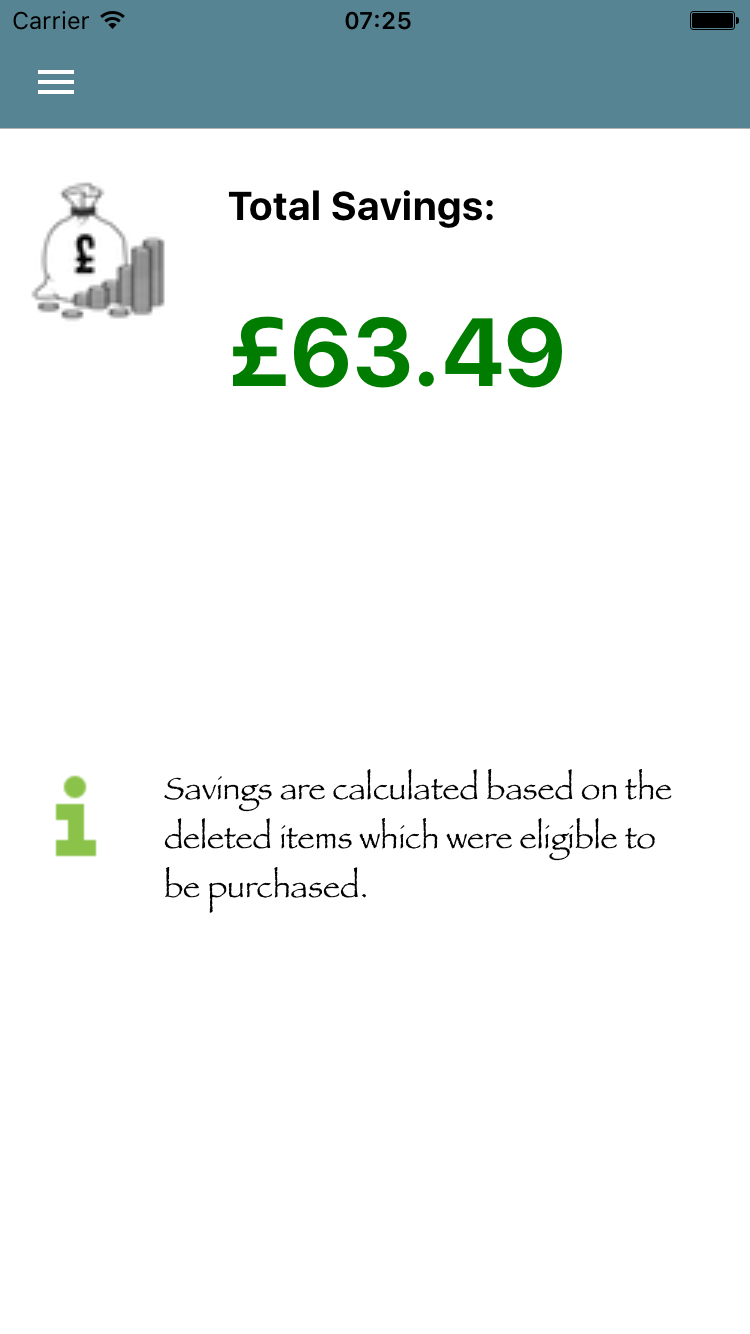 Carrier 07:25
£
Total Savings:
£63.49
Savings are calculated based on the
deleted items which were eligible to
be purchased.